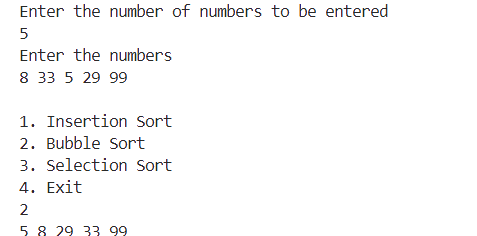 Enter the number of numbers to be entered
5
Enter the numbers
8 33 5 29 99
1. Insertion Sort
2. Bubble Sort
3. Selection Sort
4. Exit
2
5 8 29 33 99